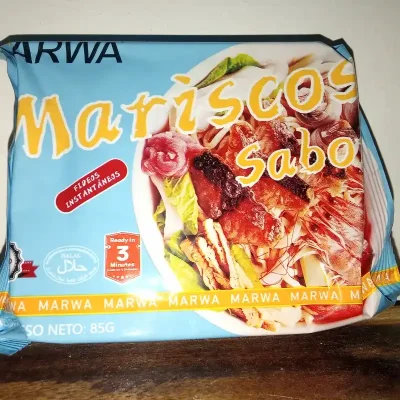 ARWA
Mariscos
Sabo
FIDEOS
INSTANTÁNEOS
Ready in
3
Minutes
HALAL
حلال
MARWA MARWA MARWA MARWA MARWA MARWA
SO NETO: 85G